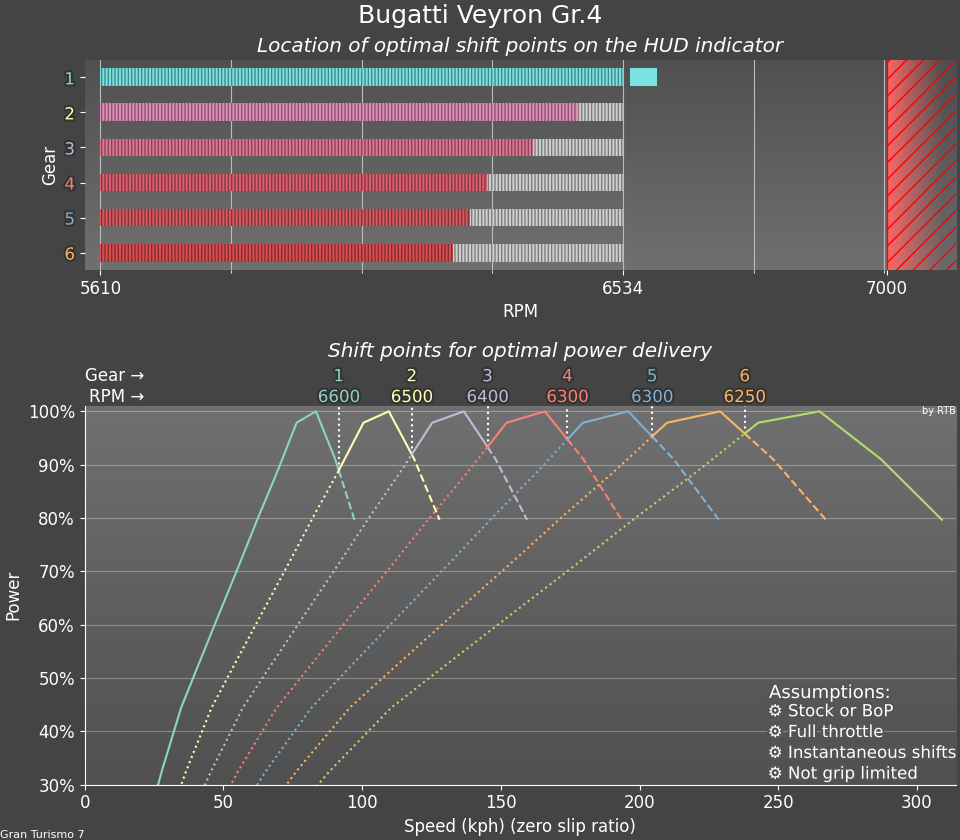 Bugatti Veyron Gr.4
Location of optimal shift points on the HUD indicator
Gear
1
2
3
4
5
6
5610 6534 7000
RPM
Shift points for optimal power delivery
Gear → 1 2 3 4 5 6
RPM → 6600 6500 6400 6300 6300 6250
by RTB
Power
100%
90%
80%
70%
60%
50%
40%
30%
Assumptions:
⚙ Stock or BoP
⚙ Full throttle
⚙ Instantaneous shifts
⚙ Not grip limited
0 50 100 150 200 250 300
Speed (kph) (zero slip ratio)
Gran Turismo 7